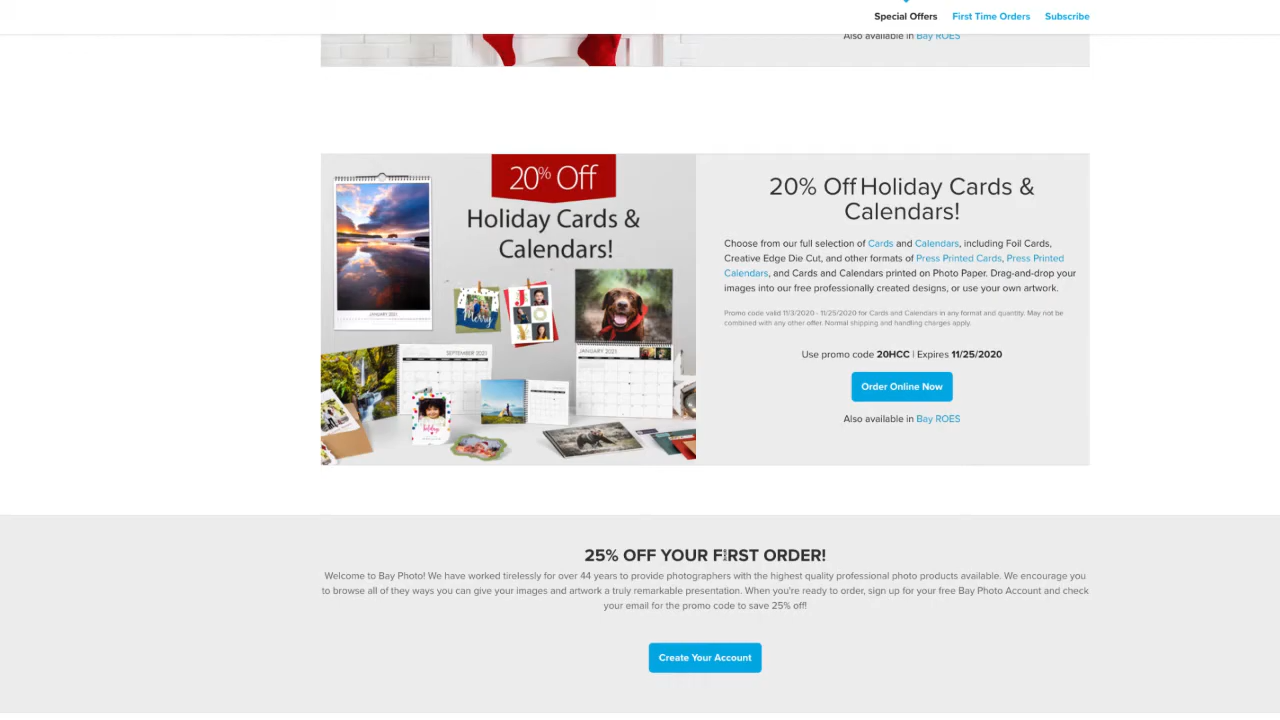 Special Offers First Time Orders Subscribe
Also available in Bay ROES
20% Off
Holiday Cards &
Calendars!
JANUARY 2021
Merry
J
SEPTEMBER 2021
JANUARY 2021
holiday
20% Off Holiday Cards &
Calendars!
Choose from our full selection of Cards and Calendars, including Foil Cards,
Creative Edge Die Cut, and other formats of Press Printed Cards, Press Printed
Calendars, and Cards and Calendars printed on Photo Paper. Drag-and-drop your
images into our free professionally created designs, or use your own artwork.
Promo code valid 11/3/2020 - 11/25/2020 for Cards and Calendars in any format and quantity. May not be
combined with any other offer. Normal shipping and handling charges apply.
Use promo code 20HCC | Expires 11/25/2020
Order Online Now
Also available in Bay ROES
25% OFF YOUR FIRST ORDER!
Welcome to Bay Photo! We have worked tirelessly for over 44 years to provide photographers with the highest quality professional photo products available. We encourage you
to browse all of they ways you can give your images and artwork a truly remarkable presentation. When you're ready to order, sign up for your free Bay Photo Account and check
your email for the promo code to save 25% off!
Create Your Account